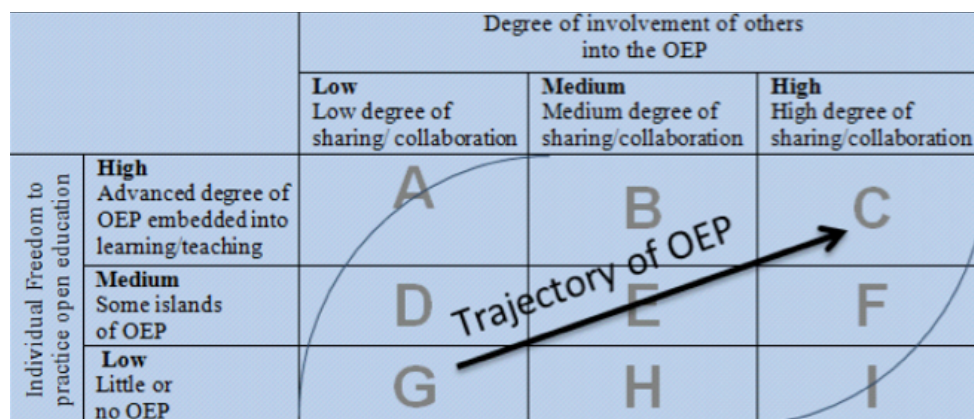 Degree of involvement of others
into the OEP
Low
Low degree of
sharing/ collaboration
Medium
Medium degree of
sharing/collaboration
High
High degree of
sharing/collaboration
Individual Freedom to
practice open education
High
Advanced degree of
OEP embedded into
learning/teaching
A
B
C
Medium
Some islands
of OEP
D
E
F
Trajectory of OEP
Low
Little or
no OEP
G
H
I